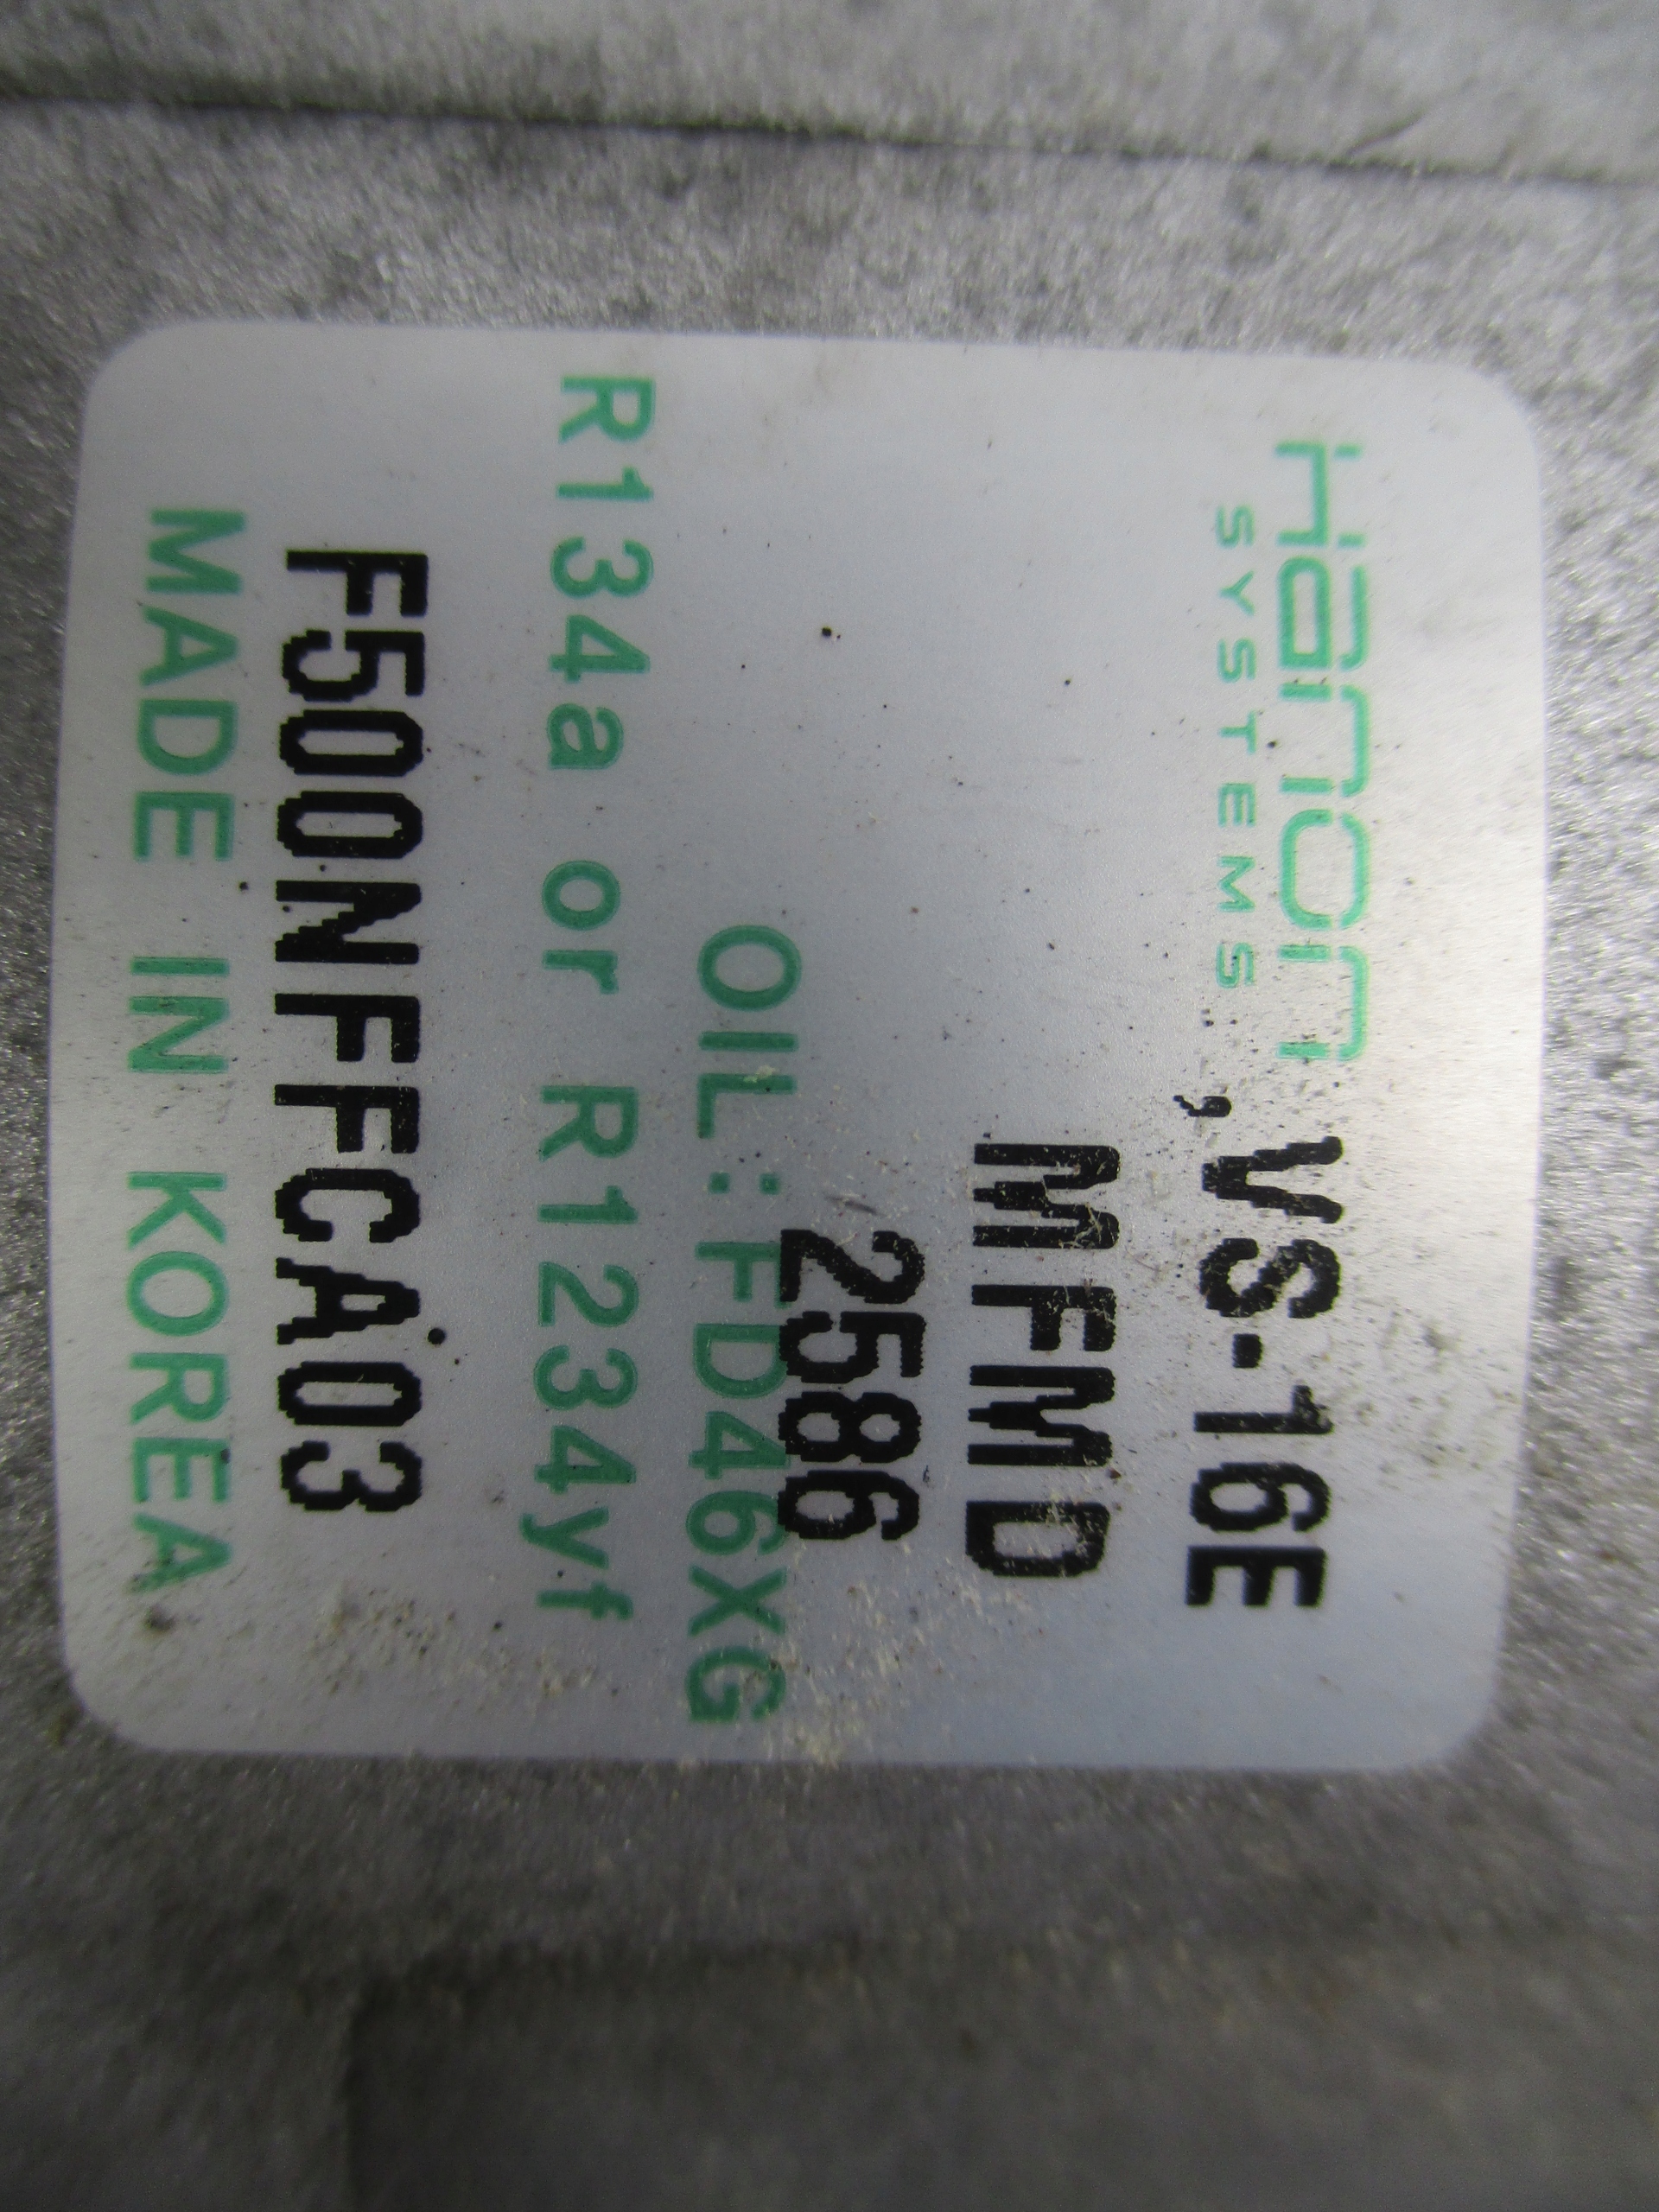 Hanon VS-16E
SYSTEMS
MFMD
2586
OIL: FD46XG
R134a or R1234yf
F500NFFCA03
MADE IN KOREA